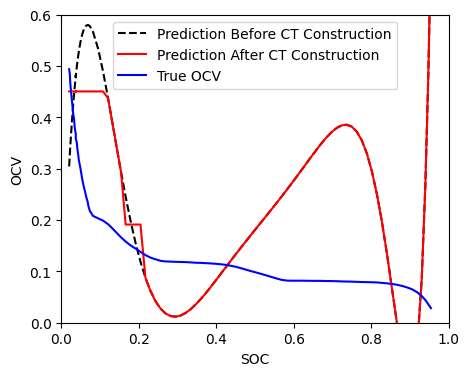 Prediction Before CT Construction
Prediction After CT Construction
True OCV
0.6
0.5
0.4
0.3
0.2
0.1
0.0
OCV
0.0 0.2 0.4 0.6 0.8 1.0
SOC